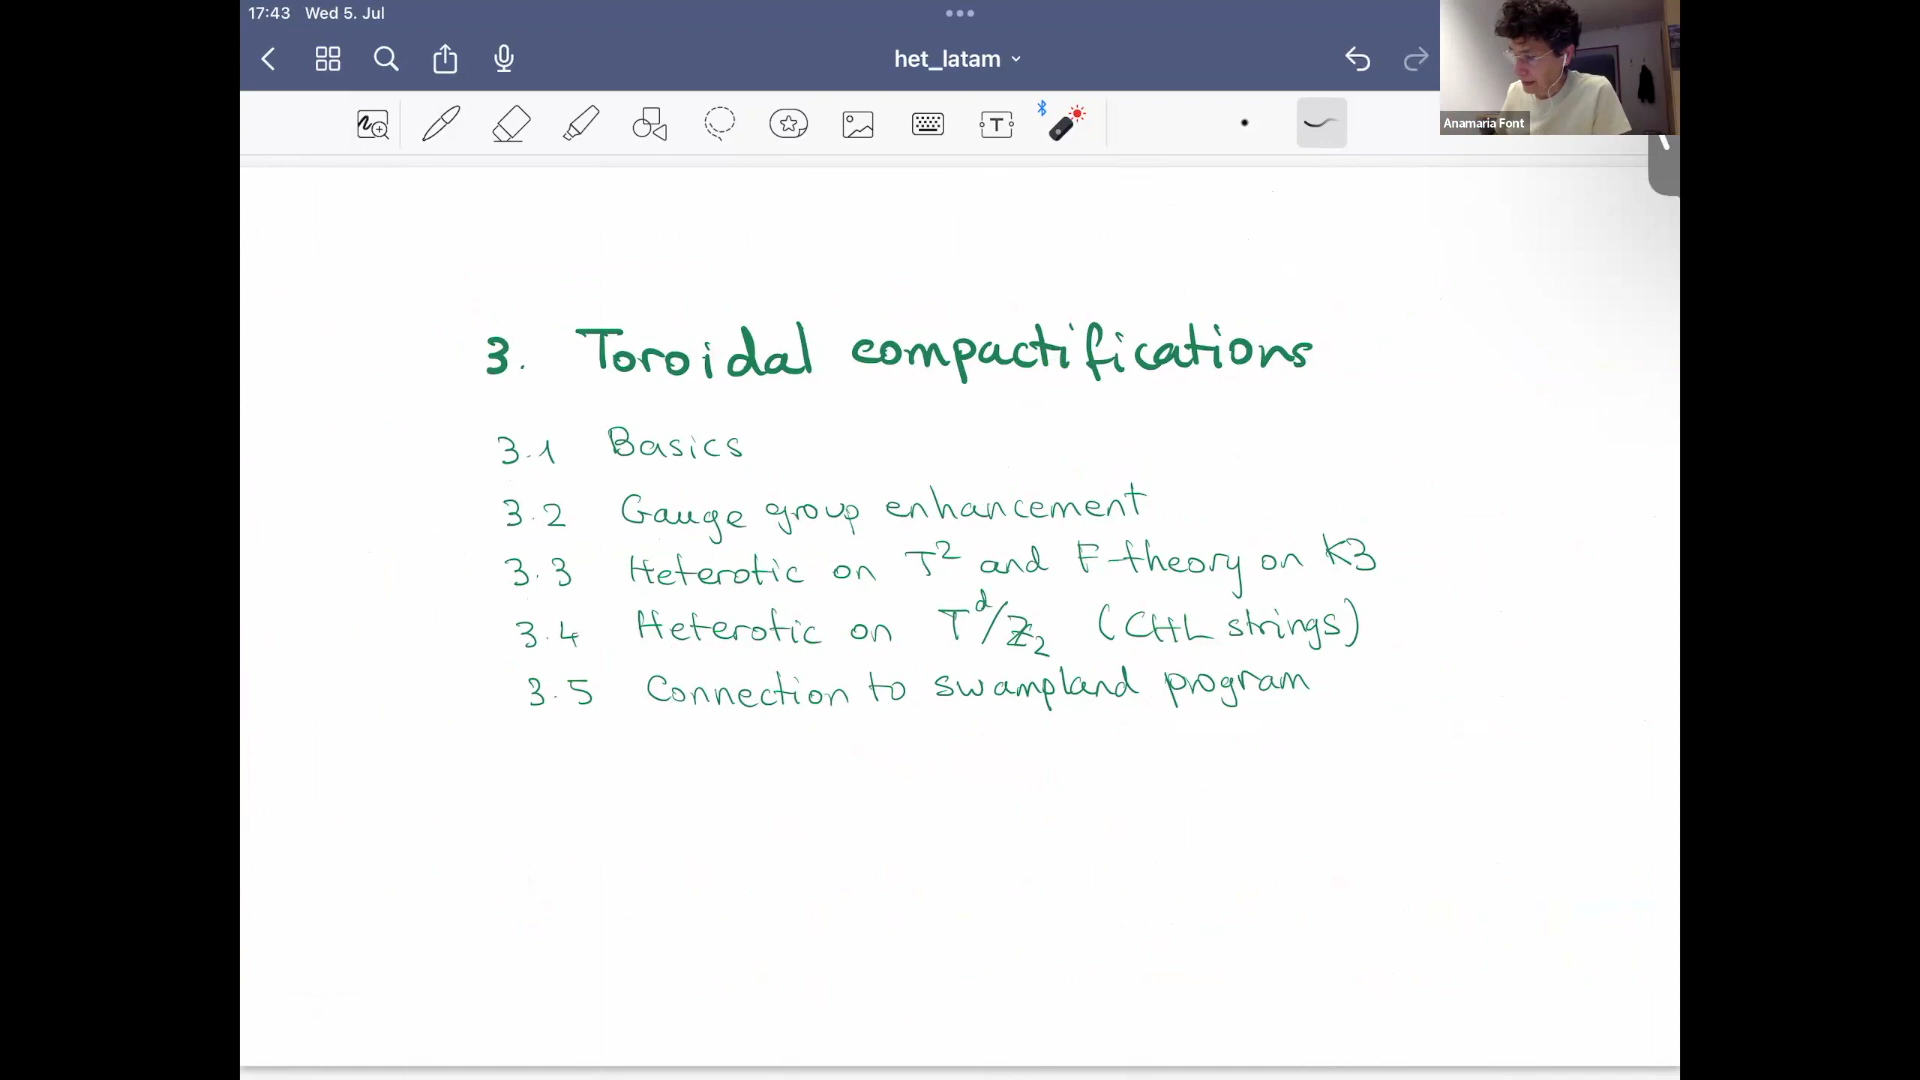 17:43 Wed 5. Jul
het_latam
Anamaria Font
3. Toroidal compactifications
3.1 Basics
3.2 Gauge group enhancement
3.3 Heterotic on T² and F-theory on K3
3.4 Heterotic on Tᵈ/ℤ₂ (CHL strings)
3.5 Connection to swampland program